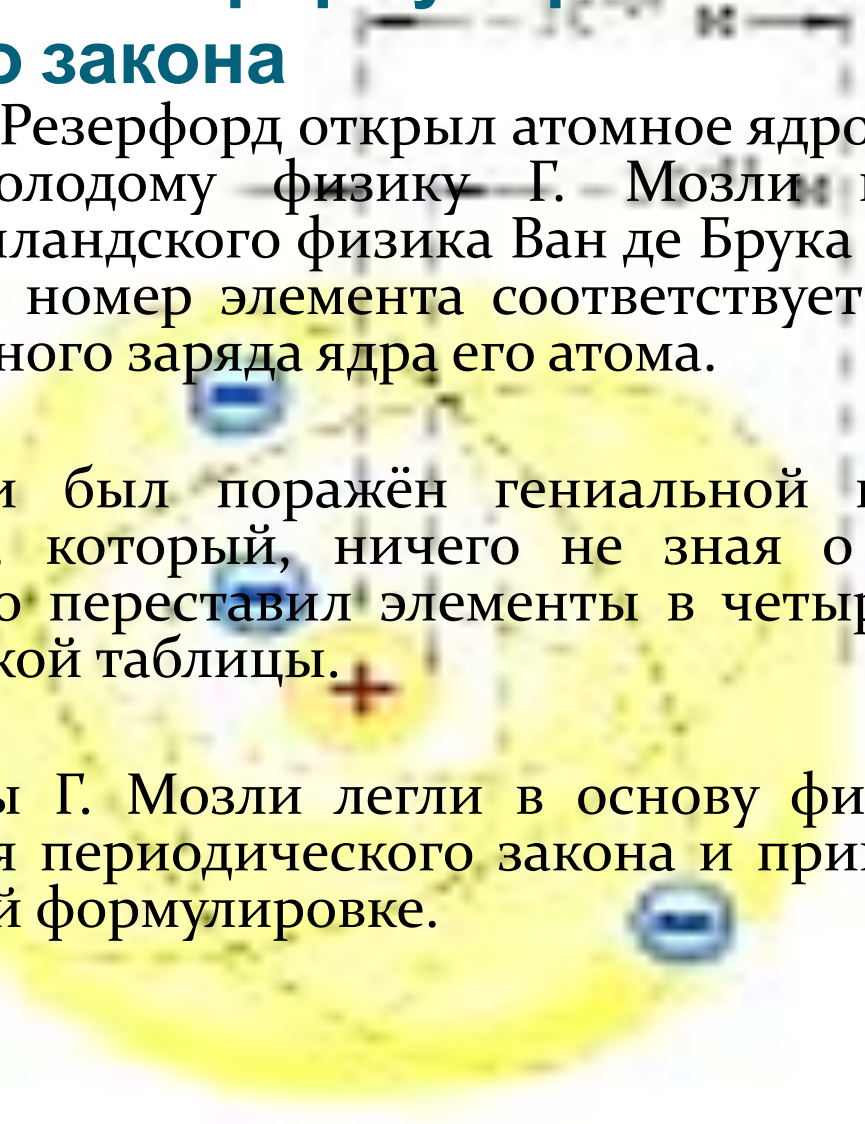 о закона
Резерфорд открыл атомное ядро
олодому физику Г. Мозли
ландского физика Ван де Брука
номер элемента соответствует
ного заряда ядра его атома.
и был поражён гениальной
который, ничего не зная о
о переставил элементы в четыр
кой таблицы.
ы Г. Мозли легли в основу фи
я периодического закона и при
й формулировке.